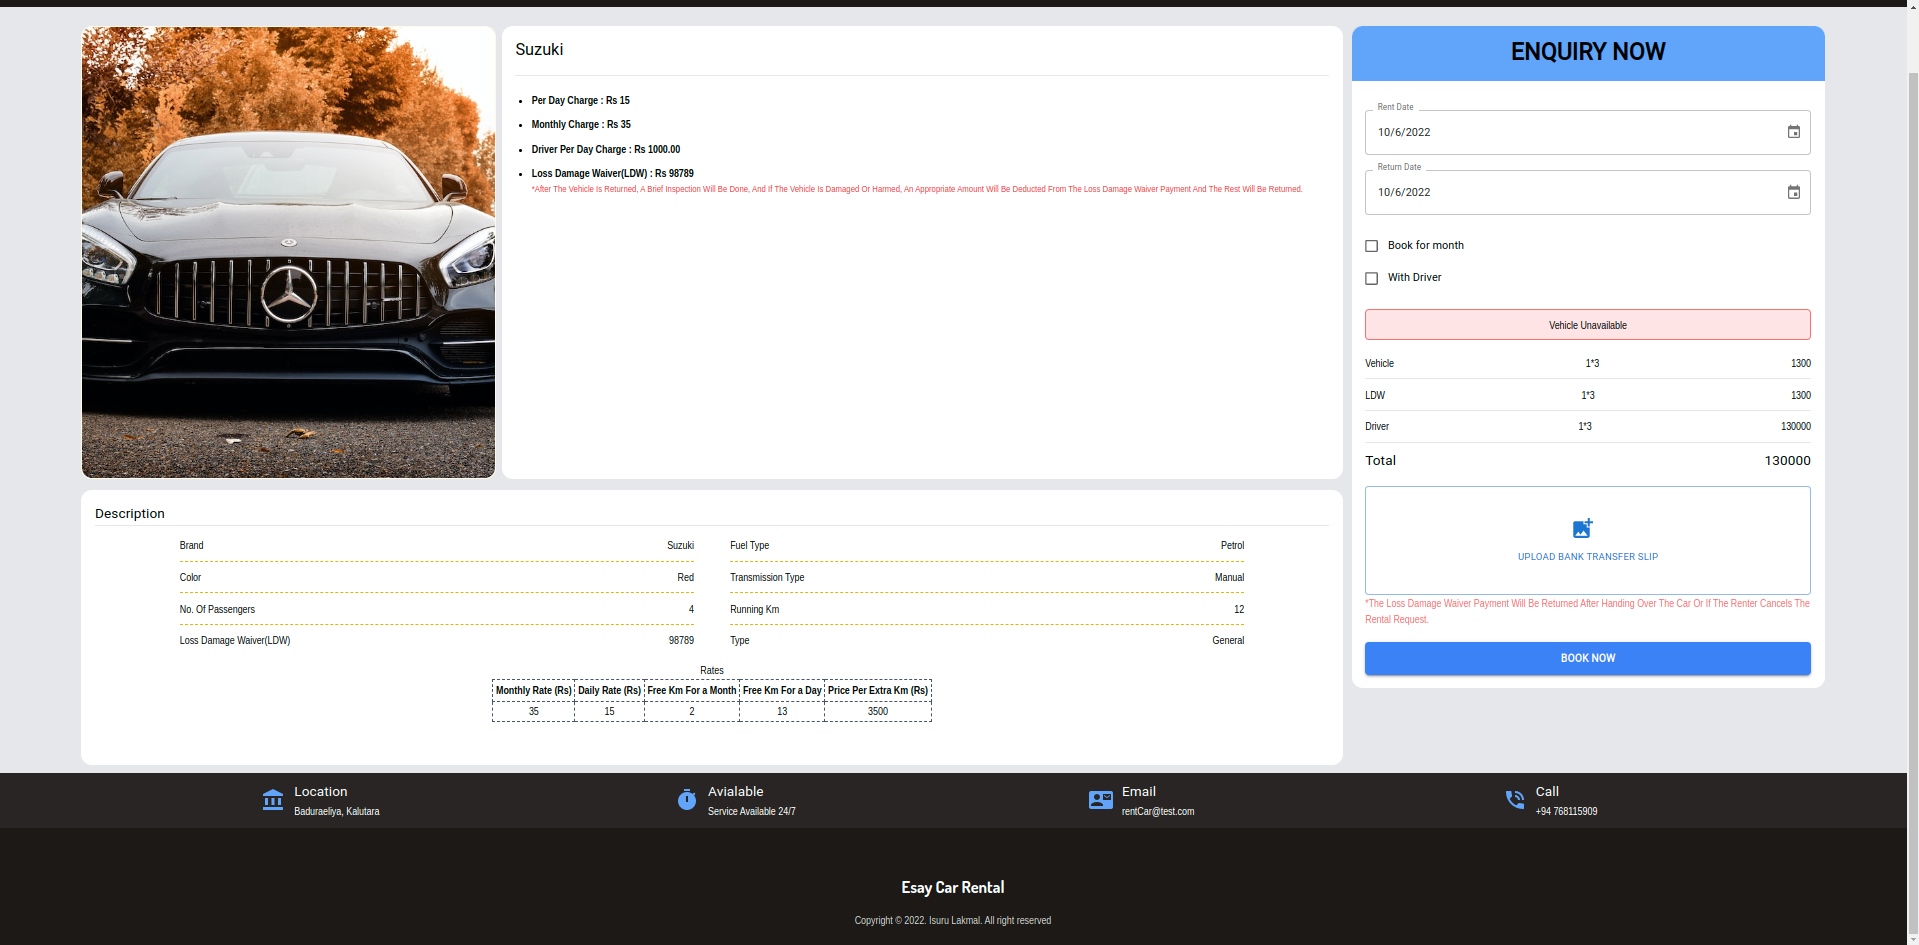 Suzuki
Per Day Charge : Rs 15
Monthly Charge : Rs 35
Driver Per Day Charge : Rs 1000.00
Loss Damage Waiver(LDW) : Rs 98789
*After The Vehicle Is Returned, A Brief Inspection Will Be Done, And If The Vehicle Is Damaged Or Harmed, An Appropriate Amount Will Be Deducted From The Loss Damage Waiver Payment And The Rest Will Be Returned.
ENQUIRY NOW
Rent Date
10/6/2022
Return Date
10/6/2022
Book for month
With Driver
Vehicle Unavailable
Vehicle 1*3 1300
LDW 1*3 1300
Driver 1*3 130000
Total 130000
UPLOAD BANK TRANSFER SLIP
*The Loss Damage Waiver Payment Will Be Returned After Handing Over The Car Or If The Renter Cancels The
Rental Request.
BOOK NOW
Description
Brand Suzuki Fuel Type Petrol
Color Red Transmission Type Manual
No. Of Passengers 4 Running Km 12
Loss Damage Waiver(LDW) 98789 Type General
Rates
Monthly Rate (Rs) Daily Rate (Rs) Free Km For a Month Free Km For a Day Price Per Extra Km (Rs)
35 15 2 13 3500
Location
Baduraeliya, Kalutara
Avialable
Service Available 24/7
Email
rentCar@test.com
Call
+94 768115909
Esay Car Rental
Copyright © 2022. Isuru Lakmal. All right reserved